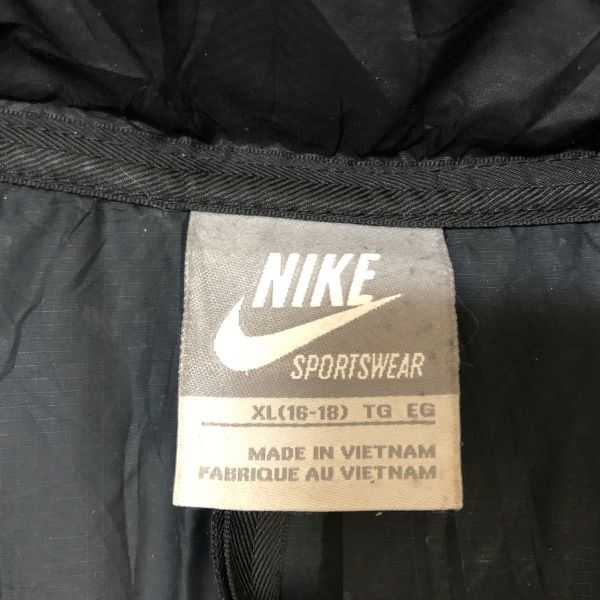 NIKE
SPORTSWEAR
XL(16-18) TG EG
MADE IN VIETNAM
FABRIQUE AU VIETNAM